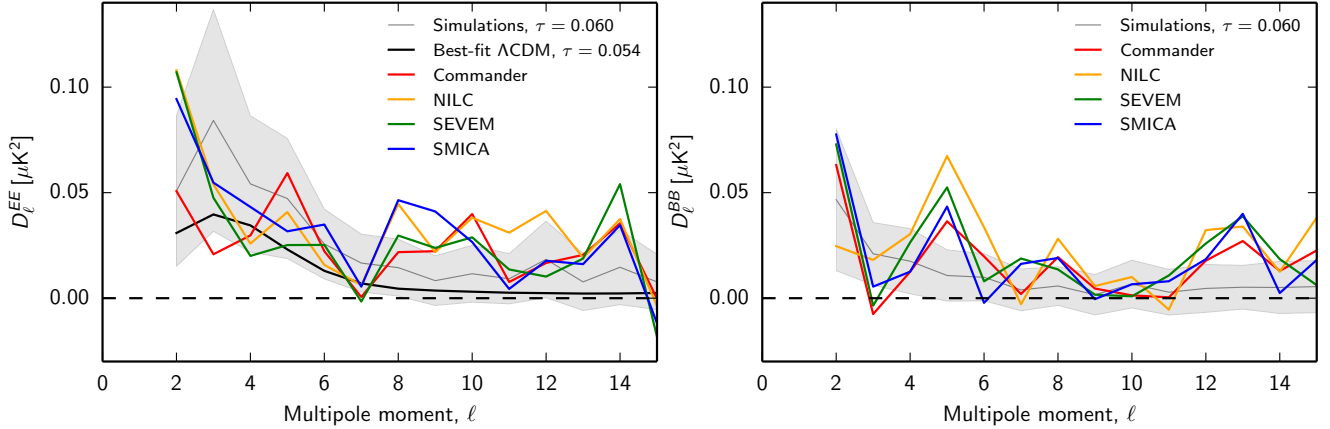 Simulations, τ = 0.060
Best-fit ΛCDM, τ = 0.054
Commander
NILC
SEVEM
SMICA
D_ℓ^{EE} [μK²]
0.10
0.05
0.00
0 2 4 6 8 10 12 14
Multipole moment, ℓ
Simulations, τ = 0.060
Commander
NILC
SEVEM
SMICA
D_ℓ^{BB} [μK²]
0.10
0.05
0.00
0 2 4 6 8 10 12 14
Multipole moment, ℓ